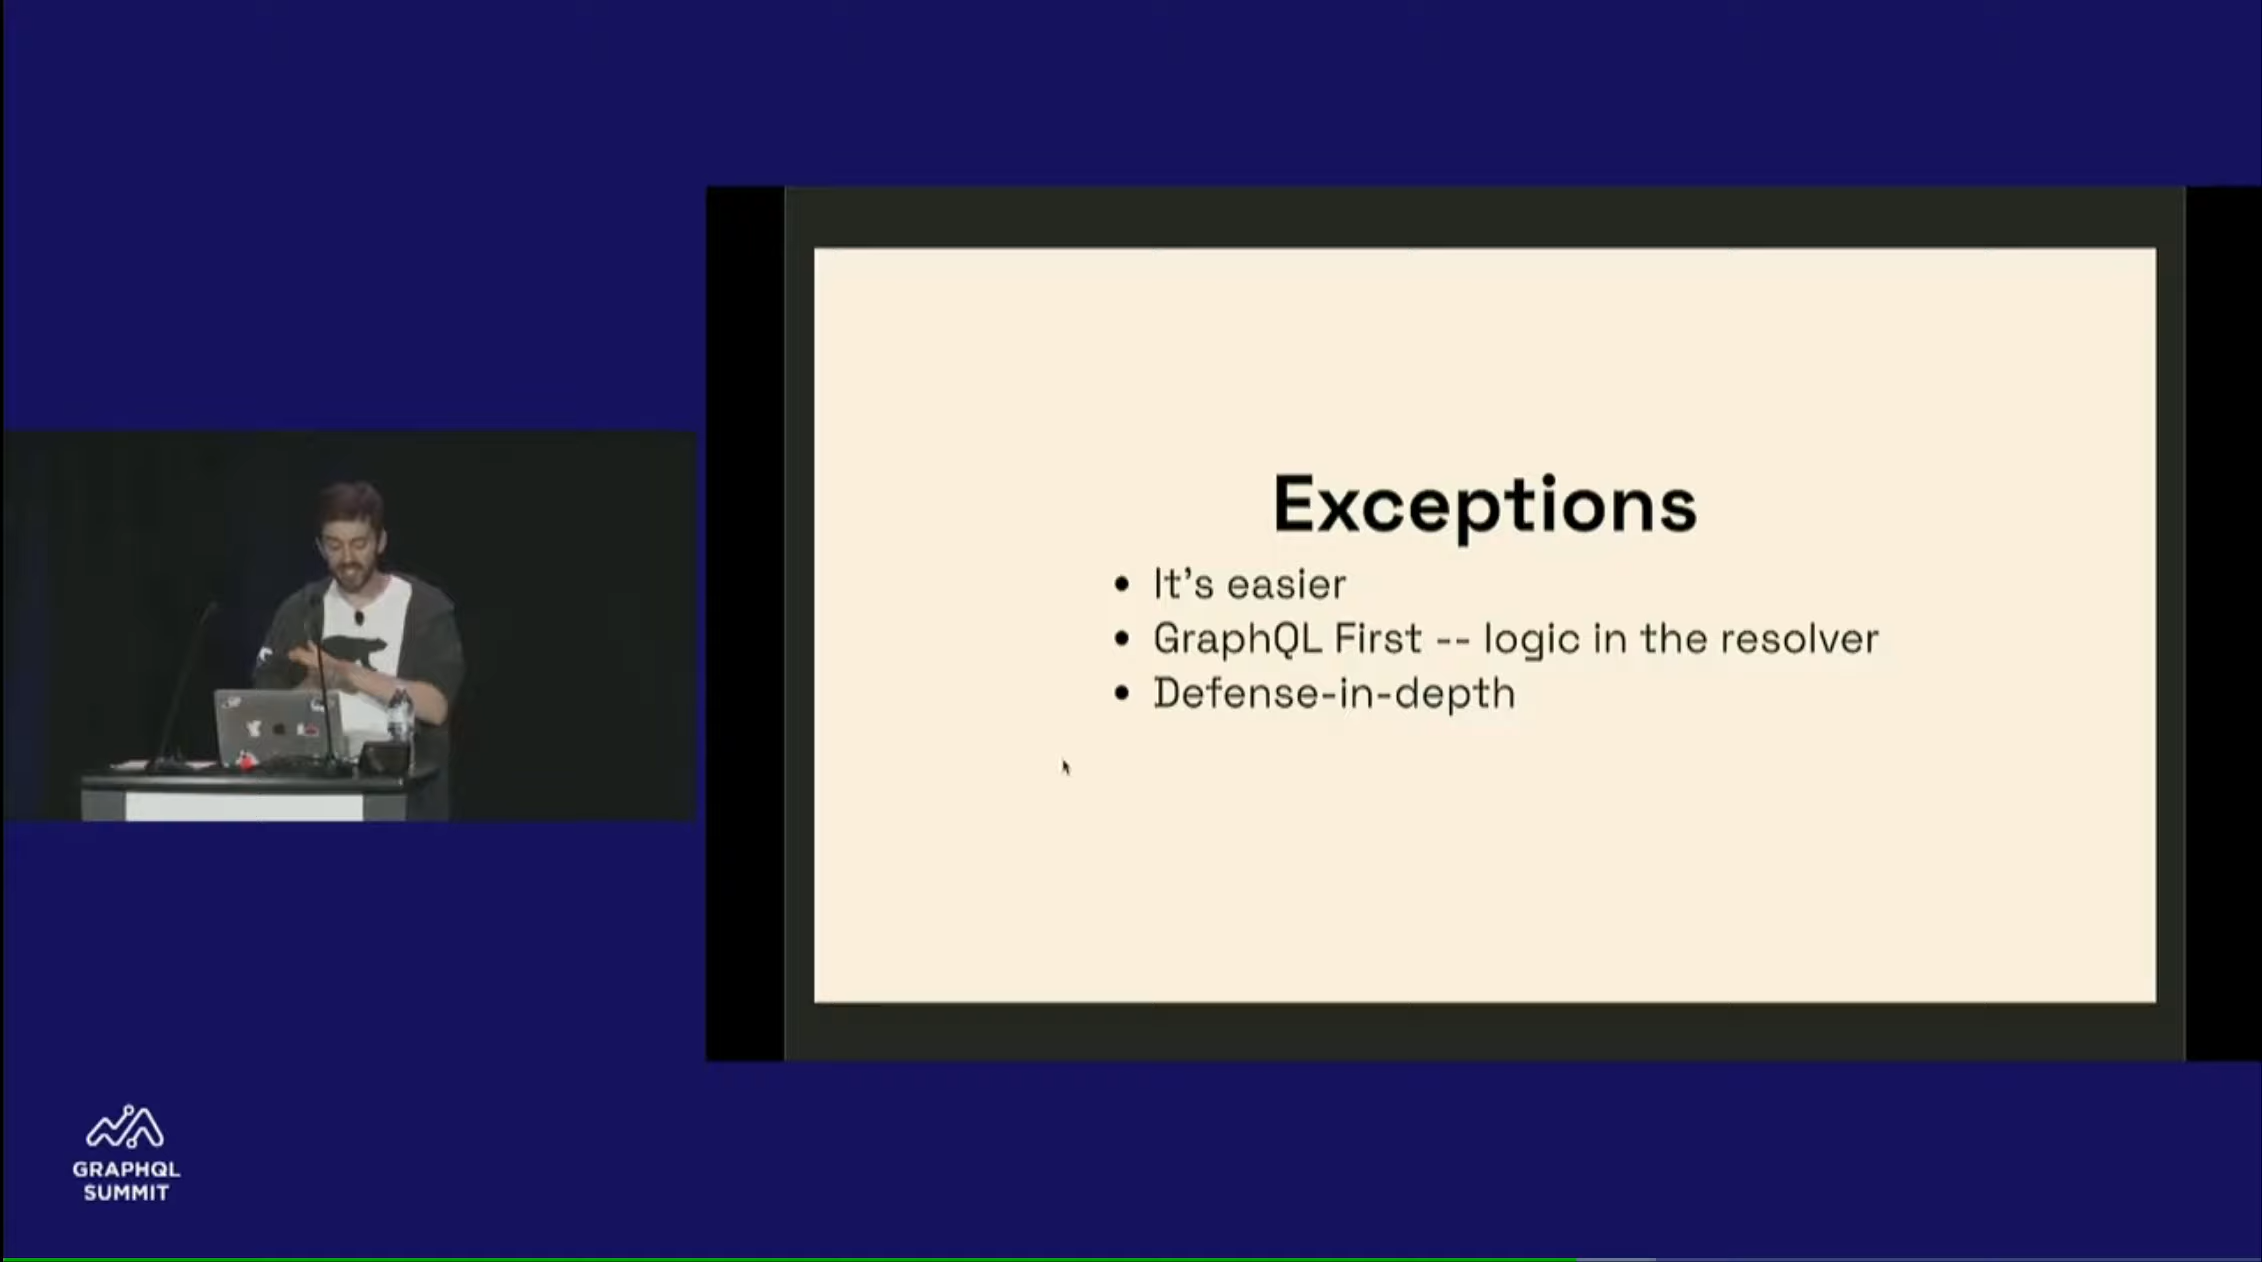 Exceptions
• It's easier
• GraphQL First -- logic in the resolver
• Defense-in-depth
GRAPHQL
SUMMIT